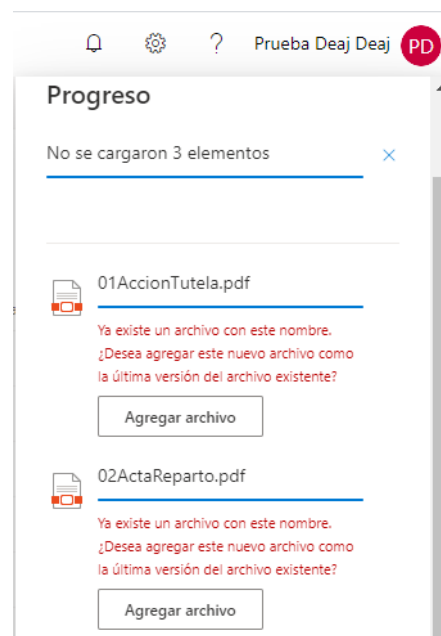 ? Prueba Deaj Deaj PD
Progreso
No se cargaron 3 elementos
01AccionTutela.pdf
Ya existe un archivo con este nombre.
¿Desea agregar este nuevo archivo como
la última versión del archivo existente?
Agregar archivo
02ActaReparto.pdf
Ya existe un archivo con este nombre.
¿Desea agregar este nuevo archivo como
la última versión del archivo existente?
Agregar archivo